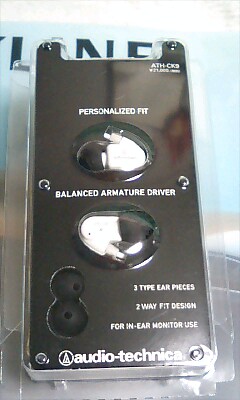 ATH-CK9
PERSONALIZED FIT
BALANCED ARMATURE DRIVER
3 TYPE EAR PIECES
2 WAY FIT DESIGN
FOR IN-EAR MONITOR USE
audio-technica